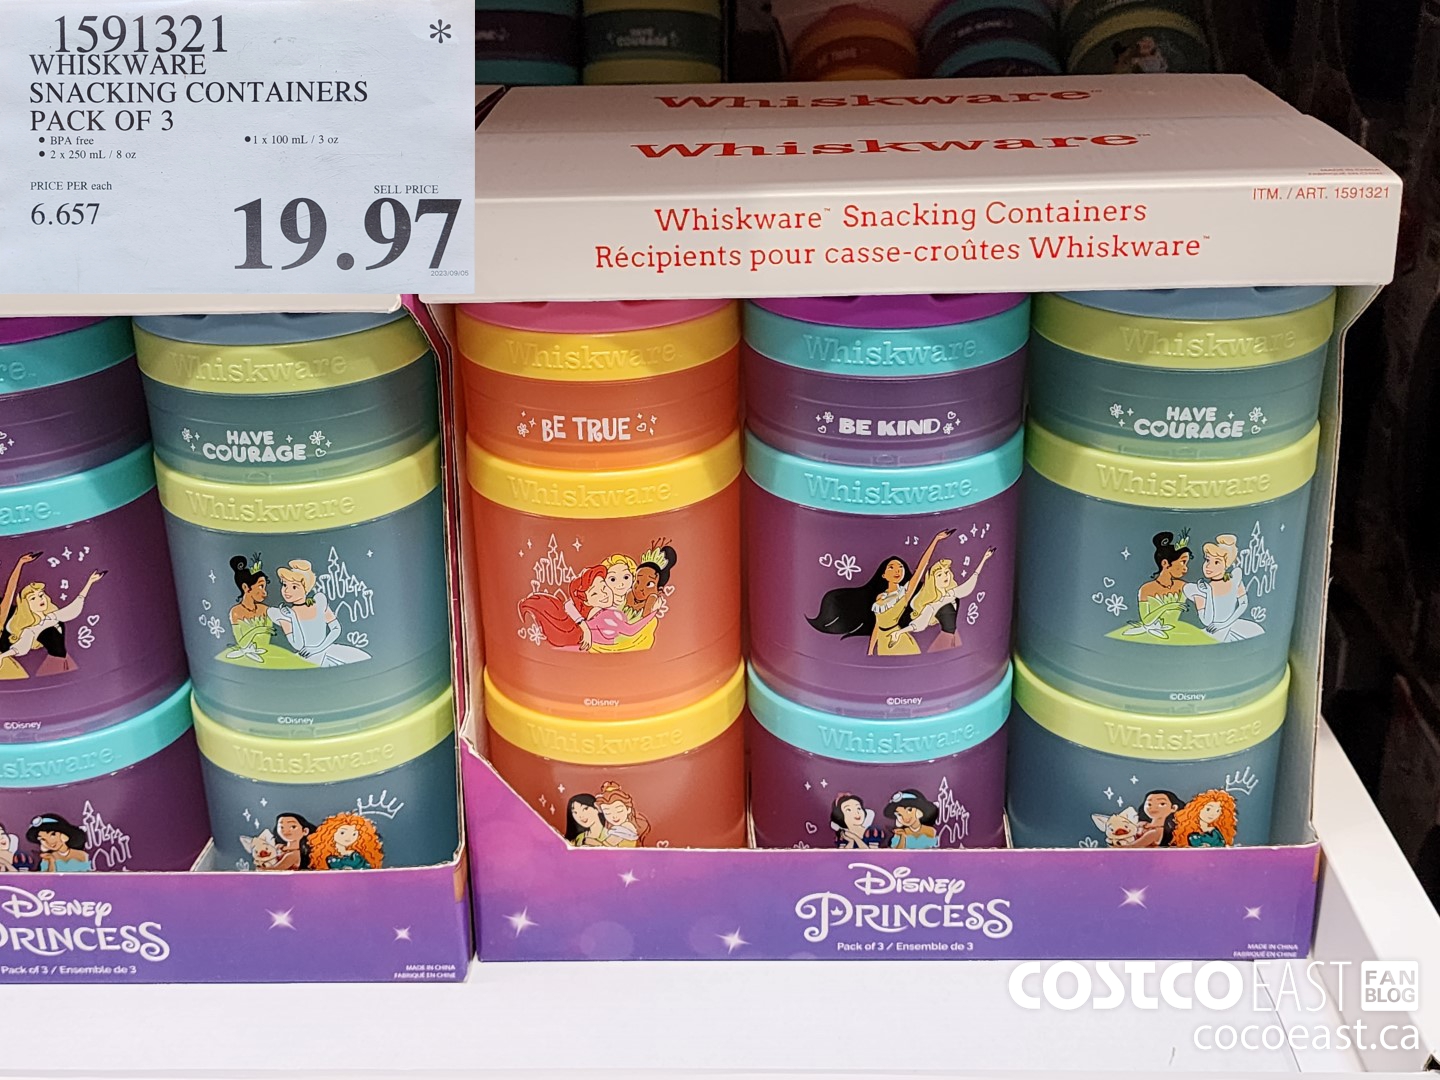 1591321
*
WHISKWARE
SNACKING CONTAINERS
PACK OF 3
• BPA free
• 1 x 100 mL / 3 oz
• 2 x 250 mL / 8 oz
PRICE PER each
SELL PRICE
6.657
19.97
2023/09/05
COURAGE
Whiskware™
Whiskware™
ITM. / ART. 1591321
Whiskware™ Snacking Containers
Récipients pour casse-croûtes Whiskware™
Whiskware
Whiskware
Whiskware
Whiskware
HAVE
COURAGE
BE TRUE
BE KIND
HAVE
COURAGE
Whiskware
Whiskware
Whiskware
Whiskware
©Disney
©Disney
©Disney
©Disney
©Disney
Whiskware
Whiskware
Whiskware
Whiskware
Disney
PRINCESS
Pack of 3 / Ensemble de 3
MADE IN CHINA
FABRIQUÉ EN CHINE
Disney
PRINCESS
Pack of 3 / Ensemble de 3
MADE IN CHINA
FABRIQUÉ EN CHINE
COSTCO EAST FAN BLOG
cocoeast.ca